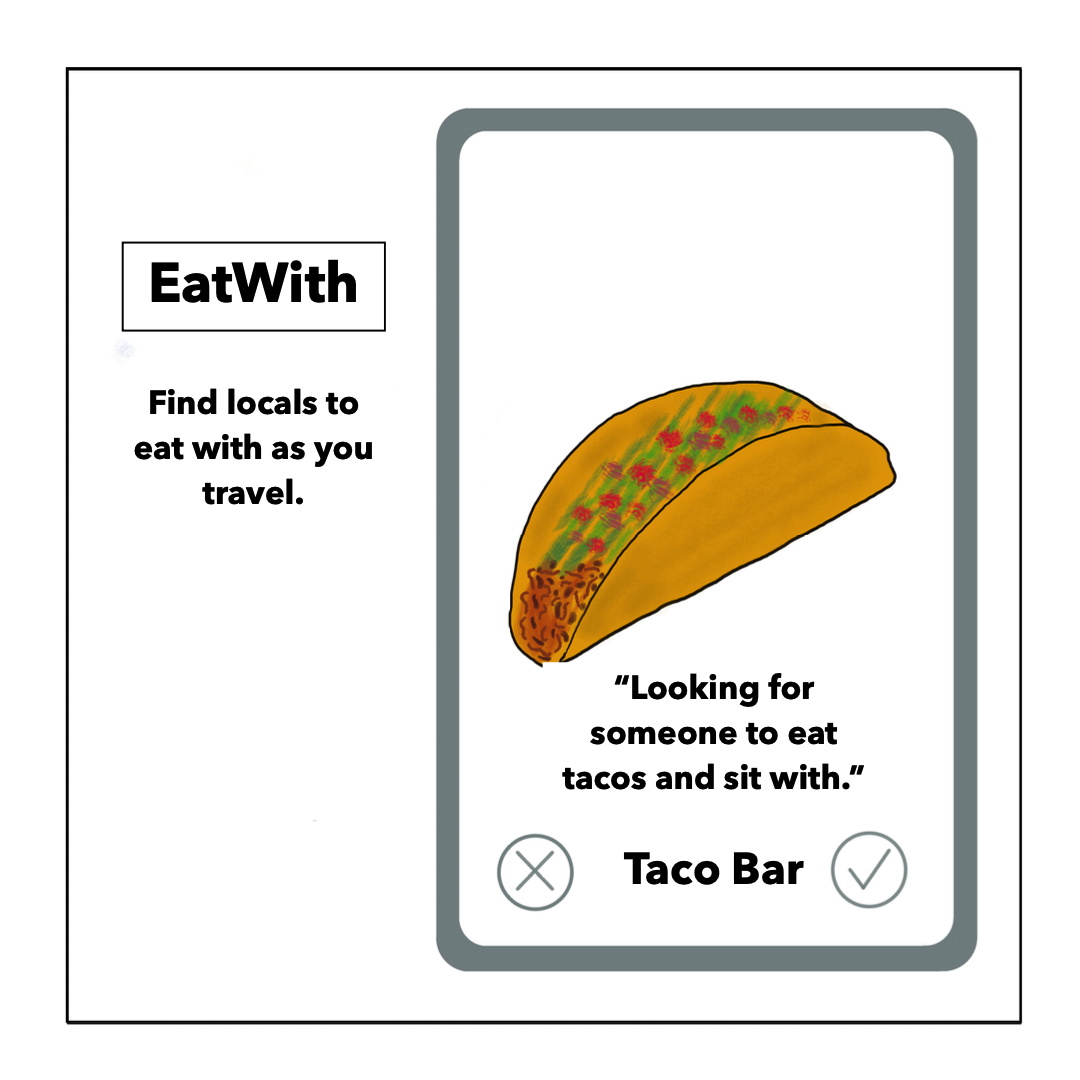 EatWith
Find locals to
eat with as you
travel.
“Looking for
someone to eat
tacos and sit with.”
Taco Bar